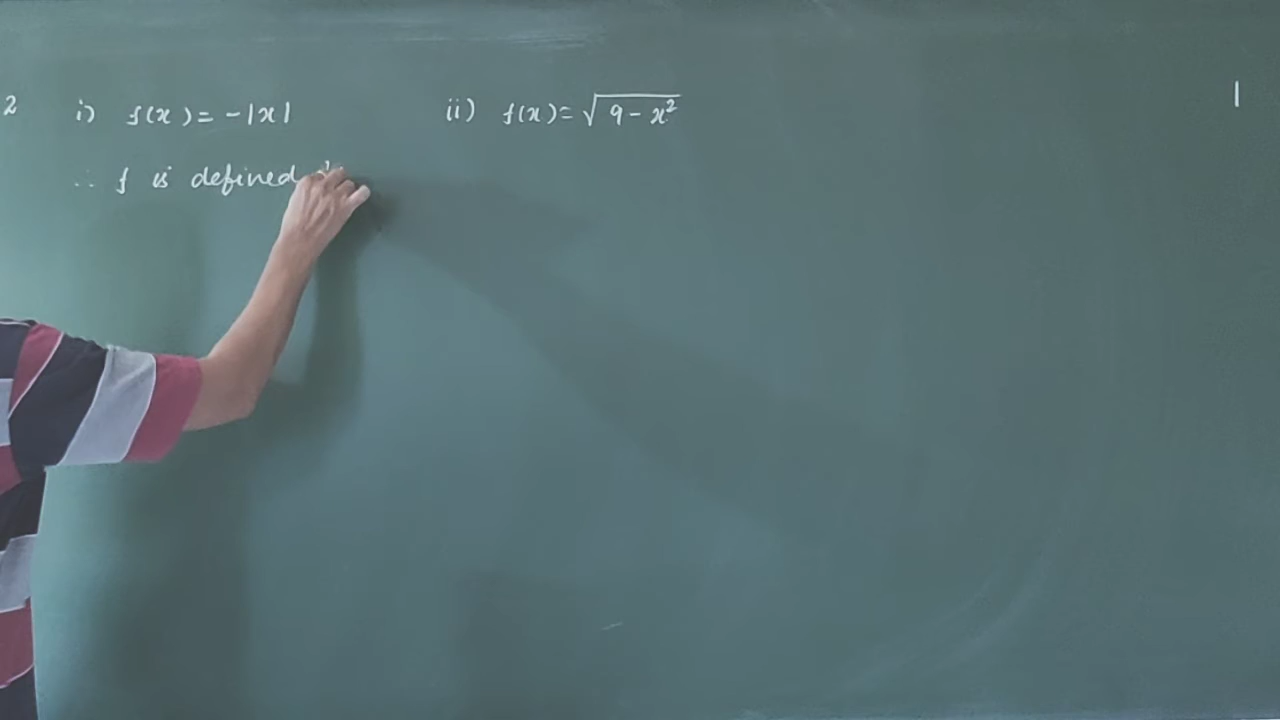 2 i) f(x) = -|x| ii) f(x) = √(9 - x²) 1
∴ f is defined